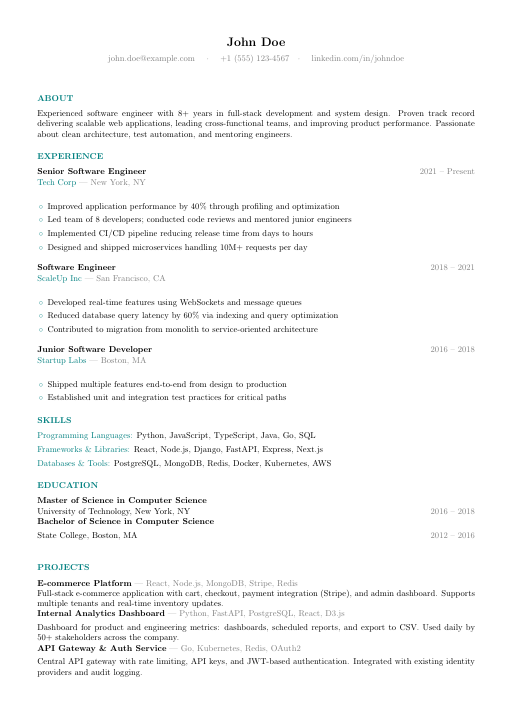 John Doe
john.doe@example.com · +1 (555) 123-4567 · linkedin.com/in/johndoe
ABOUT
Experienced software engineer with 8+ years in full-stack development and system design. Proven track record
delivering scalable web applications, leading cross-functional teams, and improving product performance. Passionate
about clean architecture, test automation, and mentoring engineers.
EXPERIENCE
Senior Software Engineer 2021 – Present
Tech Corp — New York, NY
○ Improved application performance by 40% through profiling and optimization
○ Led team of 8 developers; conducted code reviews and mentored junior engineers
○ Implemented CI/CD pipeline reducing release time from days to hours
○ Designed and shipped microservices handling 10M+ requests per day
Software Engineer 2018 – 2021
ScaleUp Inc — San Francisco, CA
○ Developed real-time features using WebSockets and message queues
○ Reduced database query latency by 60% via indexing and query optimization
○ Contributed to migration from monolith to service-oriented architecture
Junior Software Developer 2016 – 2018
Startup Labs — Boston, MA
○ Shipped multiple features end-to-end from design to production
○ Established unit and integration test practices for critical paths
SKILLS
Programming Languages: Python, JavaScript, TypeScript, Java, Go, SQL
Frameworks & Libraries: React, Node.js, Django, FastAPI, Express, Next.js
Databases & Tools: PostgreSQL, MongoDB, Redis, Docker, Kubernetes, AWS
EDUCATION
Master of Science in Computer Science
University of Technology, New York, NY 2016 – 2018
Bachelor of Science in Computer Science
State College, Boston, MA 2012 – 2016
PROJECTS
E-commerce Platform — React, Node.js, MongoDB, Stripe, Redis
Full-stack e-commerce application with cart, checkout, payment integration (Stripe), and admin dashboard. Supports
multiple tenants and real-time inventory updates.
Internal Analytics Dashboard — Python, FastAPI, PostgreSQL, React, D3.js
Dashboard for product and engineering metrics: dashboards, scheduled reports, and export to CSV. Used daily by
50+ stakeholders across the company.
API Gateway & Auth Service — Go, Kubernetes, Redis, OAuth2
Central API gateway with rate limiting, API keys, and JWT-based authentication. Integrated with existing identity
providers and audit logging.